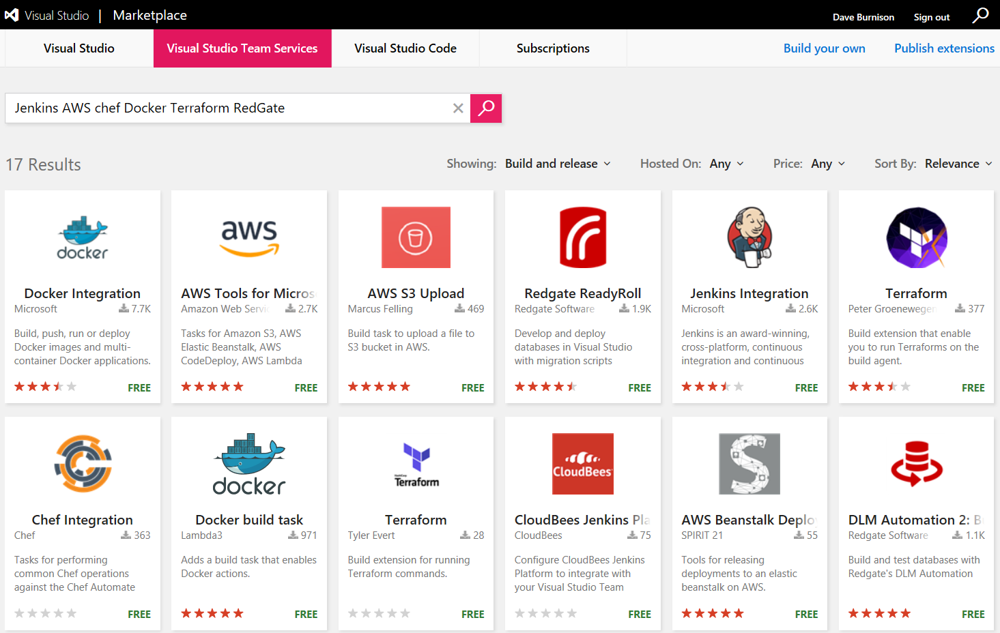 Visual Studio | Marketplace
Dave Burnison Sign out
Visual Studio
Visual Studio Team Services
Visual Studio Code
Subscriptions
Build your own
Publish extensions
Jenkins AWS chef Docker Terraform RedGate
17 Results
Showing: Build and release
Hosted On: Any
Price: Any
Sort By: Relevance
docker
Docker Integration
Microsoft 7.7K
Build, push, run or deploy
Docker images and multi-
container Docker applications.
FREE
aws
AWS Tools for Micros
Amazon Web Servic 2.7K
Tasks for Amazon S3, AWS
Elastic Beanstalk, AWS
CodeDeploy, AWS Lambda
FREE
AWS S3 Upload
Marcus Felling 469
Build task to upload a file to
S3 bucket in AWS.
FREE
Redgate ReadyRoll
Redgate Software 1.9K
Develop and deploy
databases in Visual Studio
with migration scripts
FREE
Jenkins Integration
Microsoft 2.6K
Jenkins is an award-winning,
cross-platform, continuous
integration and continuous
FREE
Terraform
Peter Groenewegen 377
Build extension that enable
you to run Terraforms on the
build agent.
FREE
Chef Integration
Chef 363
Tasks for performing
common Chef operations
against the Chef Automate
FREE
docker
Docker build task
Lambda3 971
Adds a build task that enables
Docker actions.
FREE
HashiCorp
Terraform
Terraform
Tyler Evert 28
Build extension for running
Terraform commands.
FREE
CloudBees
CloudBees Jenkins Pla
CloudBees 75
Configure CloudBees Jenkins
Platform to integrate with
your Visual Studio Team
FREE
AWS Beanstalk Deplo
SPIRIT 21 55
Tools for releasing
deployments to an elastic
beanstalk on AWS.
FREE
DLM Automation 2: B
Redgate Software 1.1K
Build and test databases with
Redgate's DLM Automation
FREE